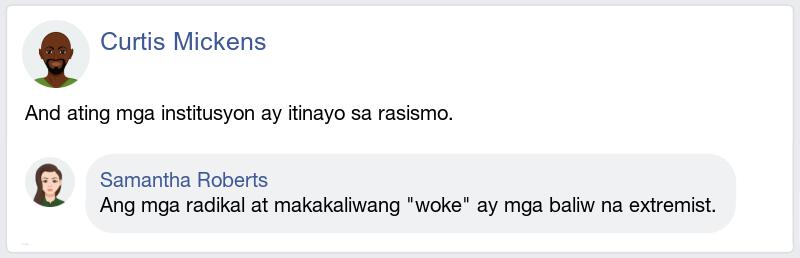 Curtis Mickens
And ating mga institusyon ay itinayo sa rasismo.
Samantha Roberts
Ang mga radikal at makakaliwang "woke" ay mga baliw na extremist.